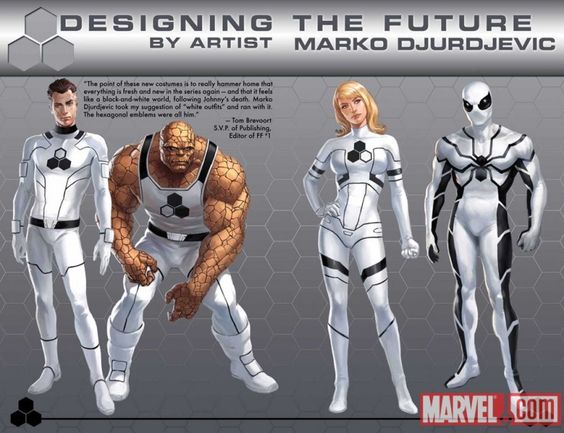 DESIGNING THE FUTURE
BY ARTIST MARKO DJURDJEVIC
"The point of these new costumes is to really hammer home that
everything is fresh and new in the series again — and that it feels
like a black-and-white world, following Johnny's death. Marko
Djurdjevic took my suggestion of "white outfits" and ran with it.
The hexagonal emblems were all him."
— Tom Brevoort
S.V.P. of Publishing,
Editor of FF #1
MARVEL.com